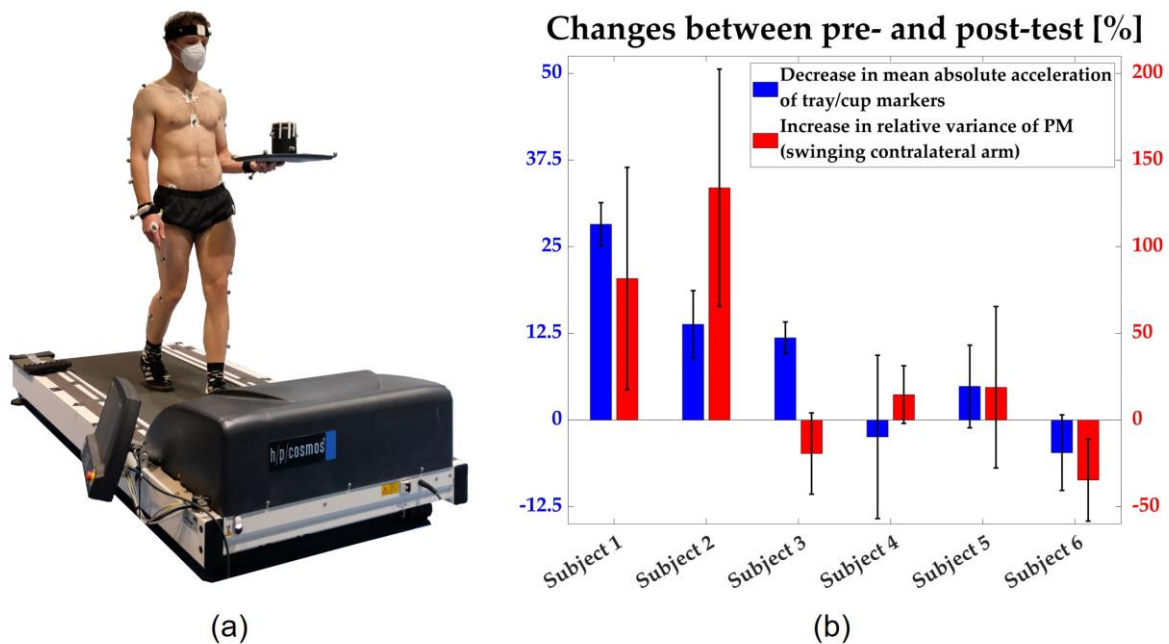 h/p/cosmos
(a)
Changes between pre- and post-test [%]
Decrease in mean absolute acceleration
of tray/cup markers
Increase in relative variance of PM
(swinging contralateral arm)
50
37.5
25
12.5
0
-12.5
200
150
100
50
0
-50
Subject 1
Subject 2
Subject 3
Subject 4
Subject 5
Subject 6
(b)